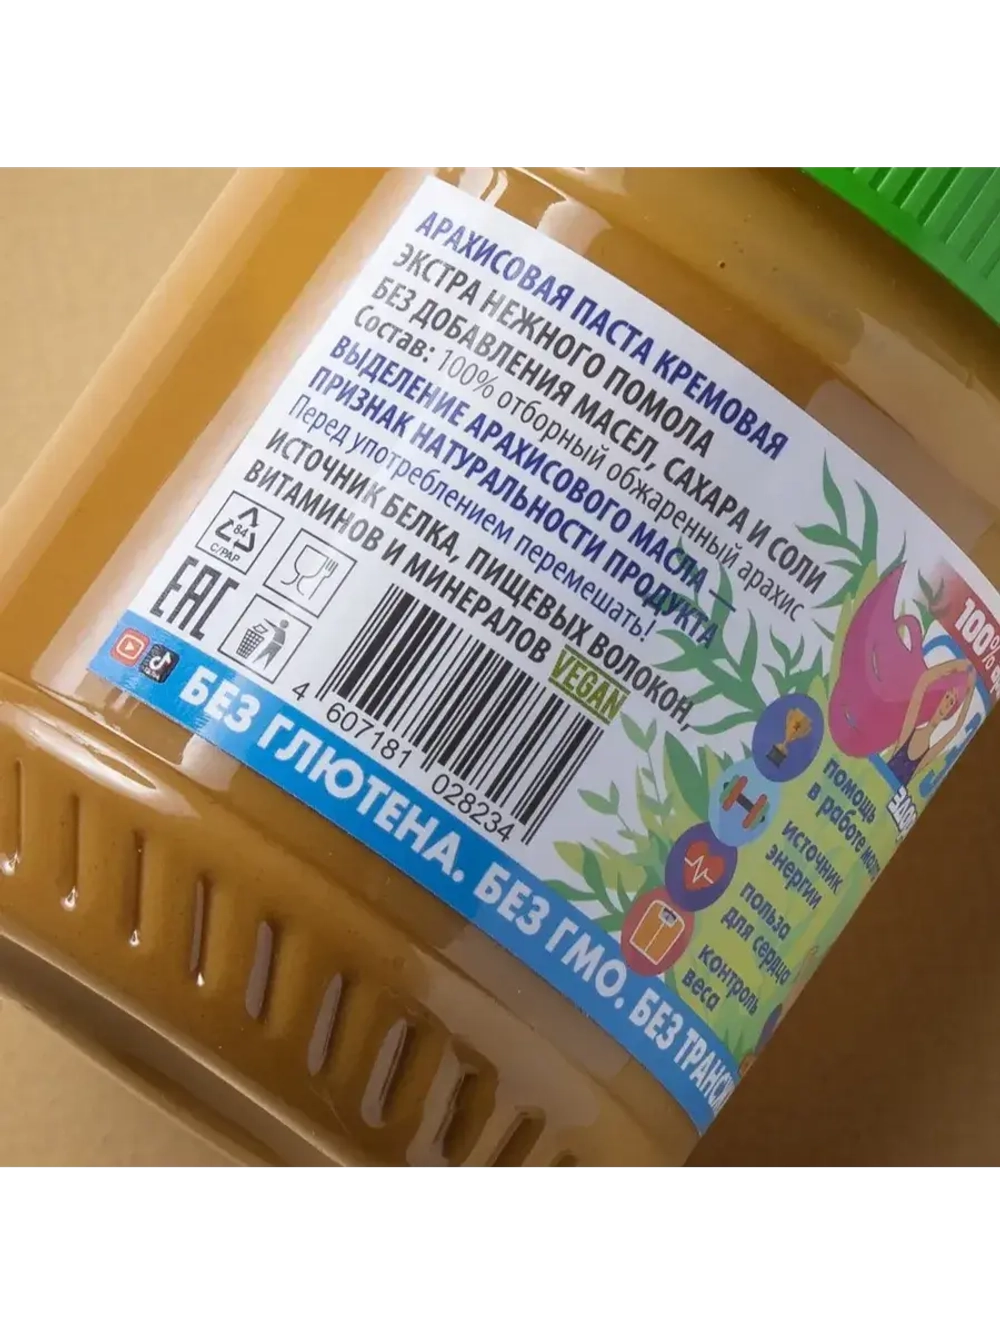 АРАХИСОВАЯ ПАСТА КРЕМОВАЯ
ЭКСТРА НЕЖНОГО ПОМОЛА
БЕЗ ДОБАВЛЕНИЯ МАСЕЛ, САХАРА И СОЛИ
Состав: 100% отборный обжаренный арахис
ВЫДЕЛЕНИЕ АРАХИСОВОГО МАСЛА —
ПРИЗНАК НАТУРАЛЬНОСТИ ПРОДУКТА
Перед употреблением перемешать!
ИСТОЧНИК БЕЛКА, ПИЩЕВЫХ ВОЛОКОН,
ВИТАМИНОВ И МИНЕРАЛОВ
VEGAN
84
C/PAP
EAC
4 607181 028234
БЕЗ ГЛЮТЕНА. БЕЗ ГМО. БЕЗ
100%
помощь
в работе
источник
энергии
польза
для сердца
контроль
веса